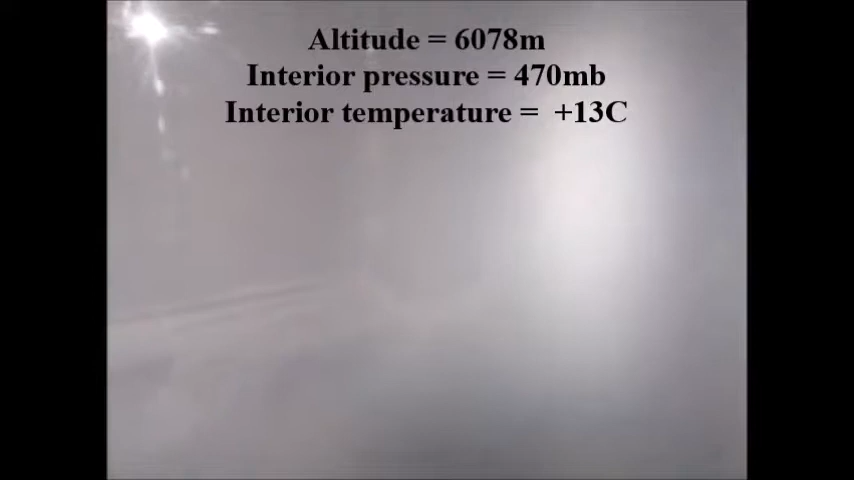 Altitude = 6078m
Interior pressure = 470mb
Interior temperature = +13C